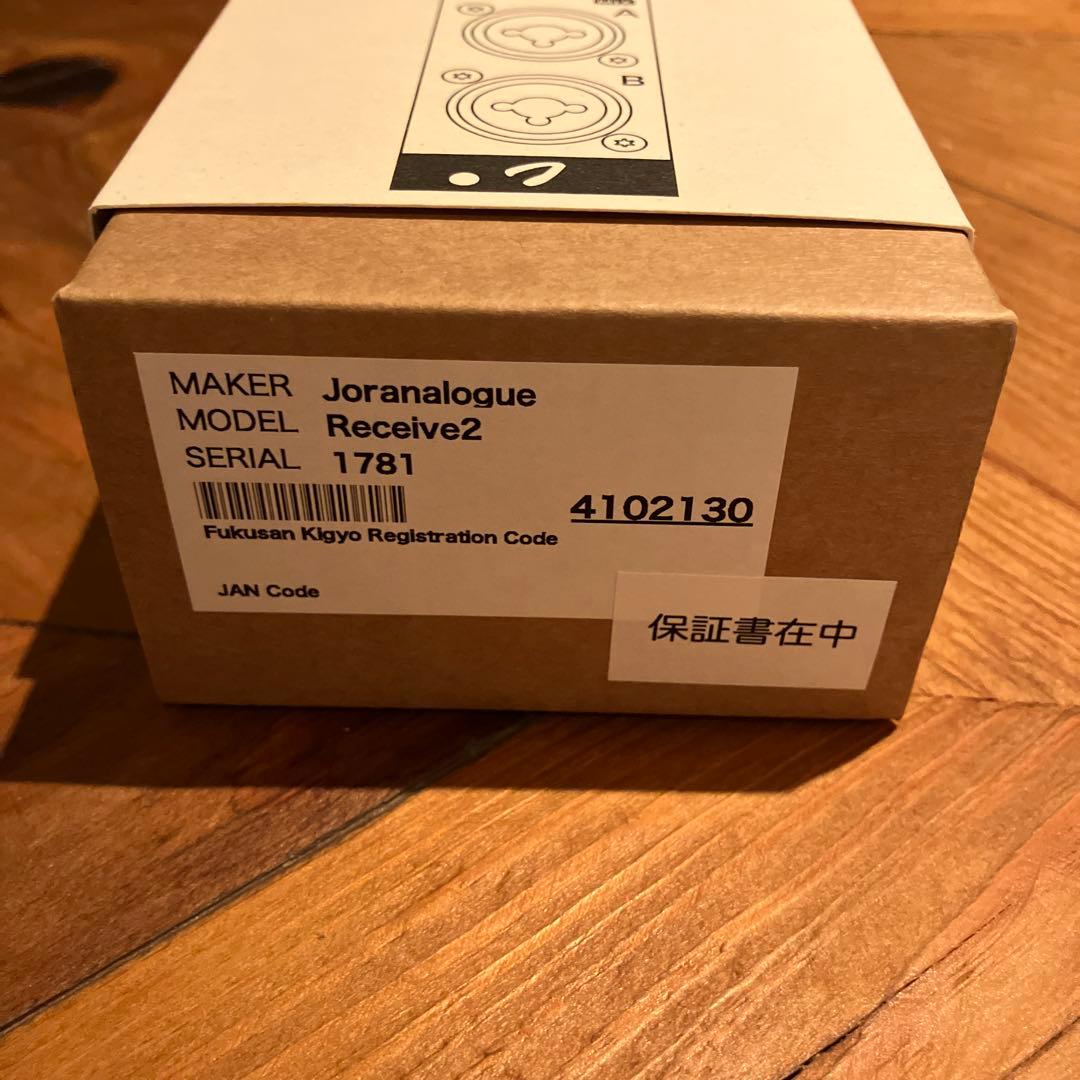 A
B
MAKER Joranalogue
MODEL Receive2
SERIAL 1781
4102130
Fukusan Kigyo Registration Code
JAN Code
保証書在中